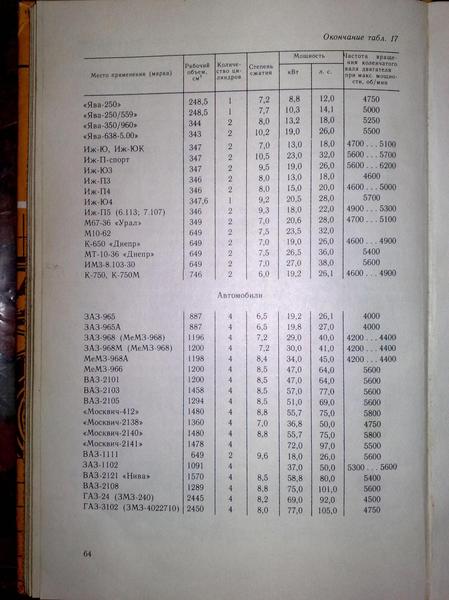 Окончание табл. 17
Место применения (марка) Рабочий объем, см³ Количество цилиндров Степень сжатия Мощность кВт л. с. Частота вращения коленчатого вала двигателя при макс. мощности, об/мин
«Ява-250» 248,5 1 7,2 8,8 12,0 4750
«Ява-250/559» 248,5 1 7,7 10,3 14,1 5000
«Ява-350/960» 344 2 8,0 13,2 18,0 5250
«Ява-638-5.00» 343 2 10,2 19,0 26,0 5500
Иж-Ю, Иж-ЮК 347 2 7,0 13,0 18,0 4700 . . . 5100
Иж-П-спорт 347 2 10,5 23,0 32,0 5600 . . . 5700
Иж-Ю3 347 2 9,5 19,0 26,0 5600 . . . 6200
Иж-П3 346 2 8,0 13,0 18,0 4600
Иж-П4 346 2 8,0 15,0 20,0 4600 . . . 5000
Иж-Ю4 347,6 1 9,2 20,5 28,0 5700
Иж-П5 (6.113; 7.107) 346 2 9,3 18,0 22,0 4900 . . . 5300
М67-36 «Урал» 649 2 7,0 20,6 28,0 4700 . . . 5100
М10-62 649 2 7,5 23,5 32,0
К-650 «Днепр» 649 2 7,0 19,0 26,0 4600 . . . 4900
МТ-10-36 «Днепр» 649 2 7,5 26,5 36,0 5400
ИМЗ-8.103-30 649 2 7,0 27,0 38,0 5600
К-750, К-750М 746 2 6,0 19,2 26,1 4600 . . . 4900
Автомобили
ЗАЗ-965 887 4 6,5 19,2 26,1 4000
ЗАЗ-965А 887 4 6,5 19,8 27,0 4000
ЗАЗ-968 (МеМЗ-968) 1196 4 7,2 29,0 40,0 4200 . . . 4400
ЗАЗ-968М (МеМЗ-968) 1200 4 7,2 30,0 41,0 4200 . . . 4400
МеМЗ-968А 1198 4 8,4 34,0 45,0 4200 . . . 4400
МеМЗ-966 1200 4 8,5 47,0 64,0 5600
ВАЗ-2101 1200 4 8,5 47,0 64,0 5600
ВАЗ-2103 1458 4 8,5 57,0 77,0 5600
ВАЗ-2105 1294 4 8,5 51,0 69,0 5600
«Москвич-412» 1480 4 8,8 55,7 75,0 5800
«Москвич-2138» 1360 4 7,0 36,8 50,0 4750
«Москвич-2140» 1480 4 8,8 55,7 75,0 5800
«Москвич-2141» 1478 4 72,0 97,0 5500
ВАЗ-1111 649 2 9,6 18,0 26,0 5600
ЗАЗ-1102 1091 4 37,0 50,0 5300 . . . 5600
ВАЗ-2121 «Нива» 1570 4 8,5 58,8 80,0 5400
ВАЗ-2108 1289 4 8,8 75,0 101,0 5600
ГАЗ-24 (ЗМЗ-240) 2445 4 8,2 69,0 92,0 4500
ГАЗ-3102 (ЗМЗ-4022710) 2450 4 8,0 77,0 105,0 4750
64